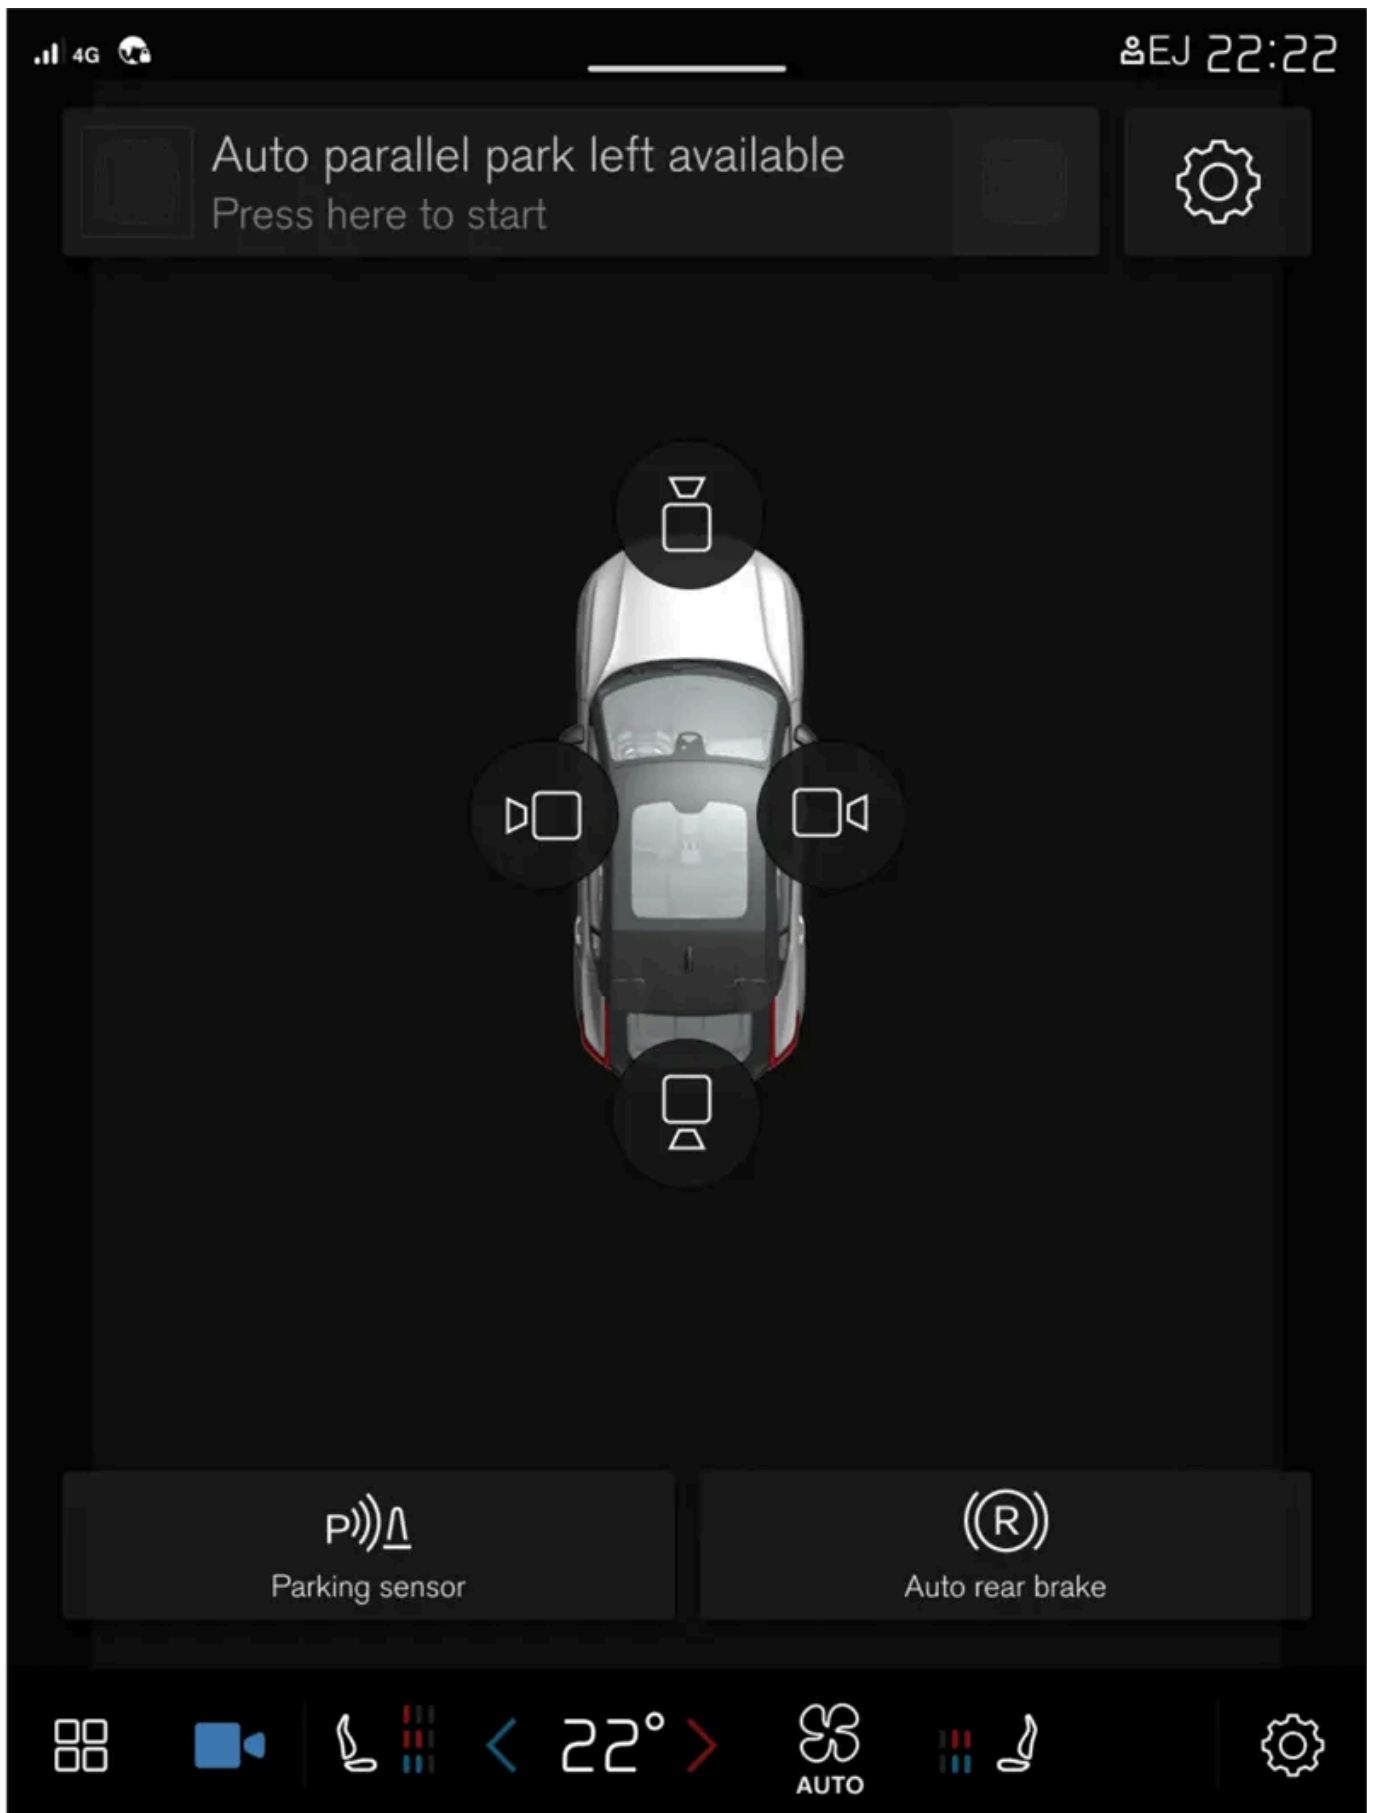 4G
EJ 22:22
Auto parallel park left available
Press here to start
P
Parking sensor
R
Auto rear brake
22°
AUTO